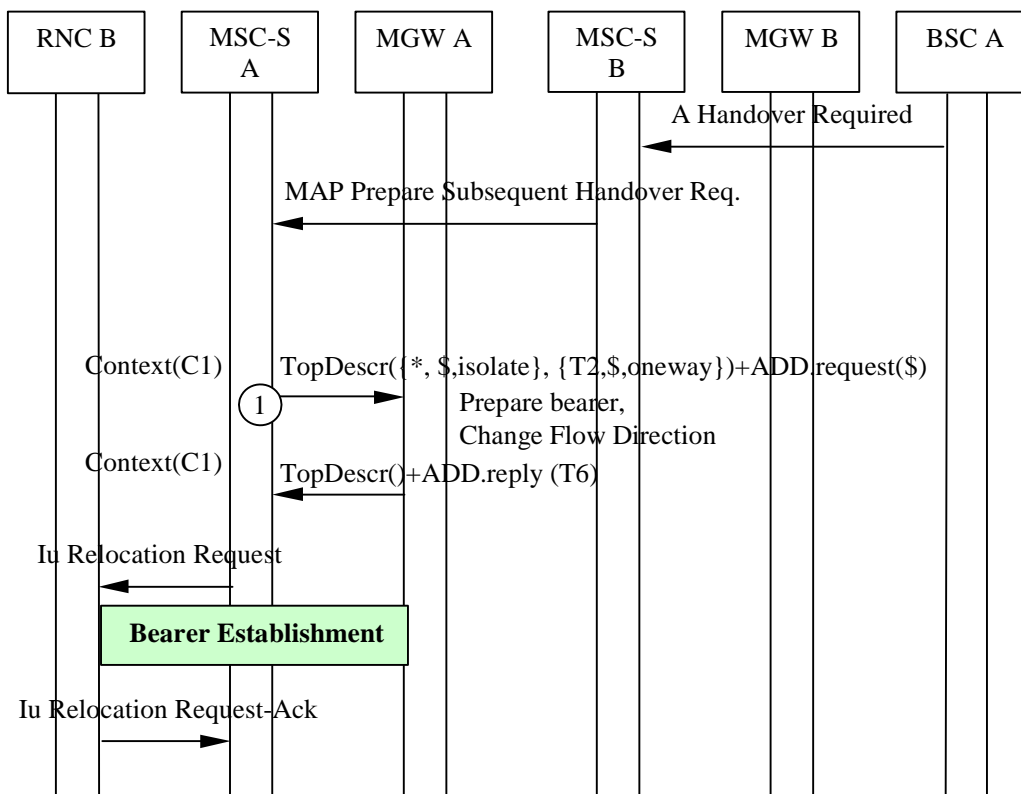 RNC B
MSC-S
A
MGW A
MSC-S
B
MGW B
BSC A
A Handover Required
MAP Prepare Subsequent Handover Req.
Context(C1)
TopDescr({*, $,isolate}, {T2,$,oneway})+ADD.request($)
1
Prepare bearer,
Change Flow Direction
Context(C1)
TopDescr()+ADD.reply (T6)
Iu Relocation Request
Bearer Establishment
Iu Relocation Request-Ack